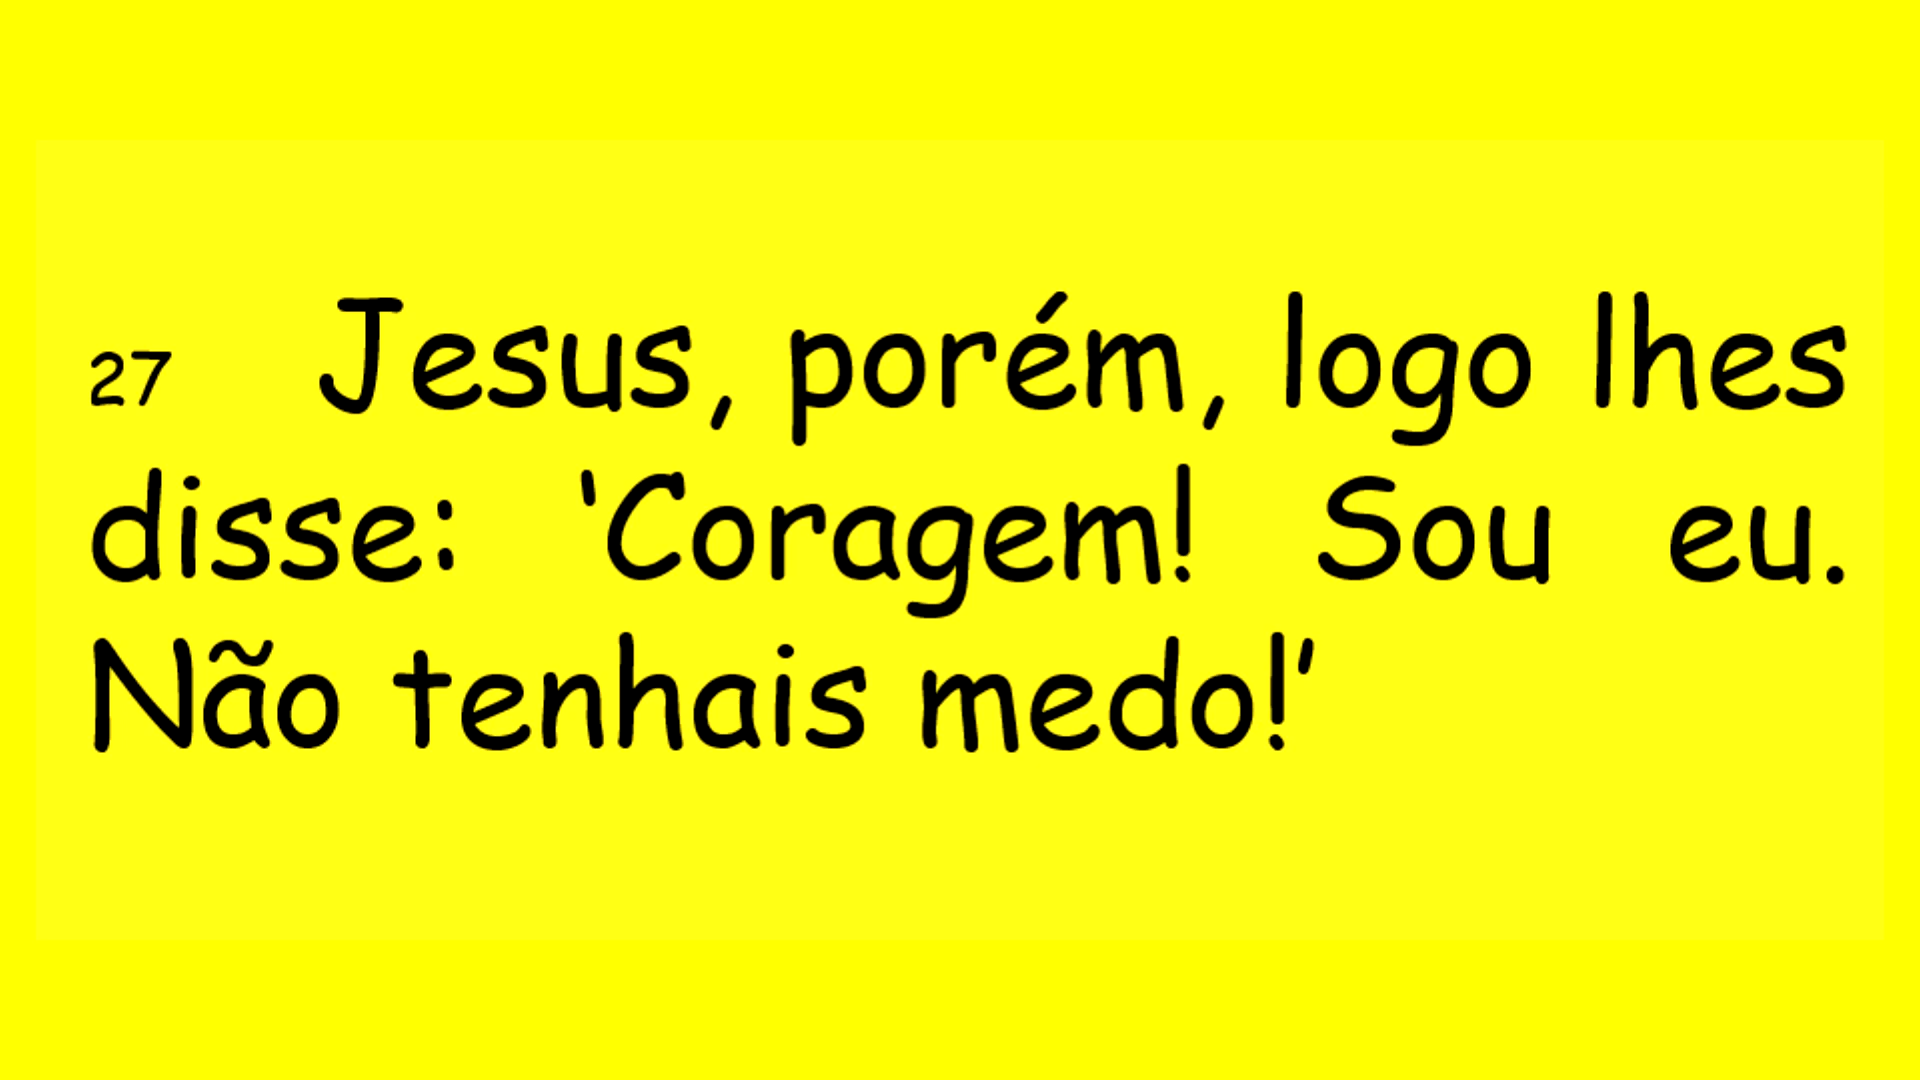 27 Jesus, porém, logo lhes
disse: ‘Coragem! Sou eu.
Não tenhais medo!’